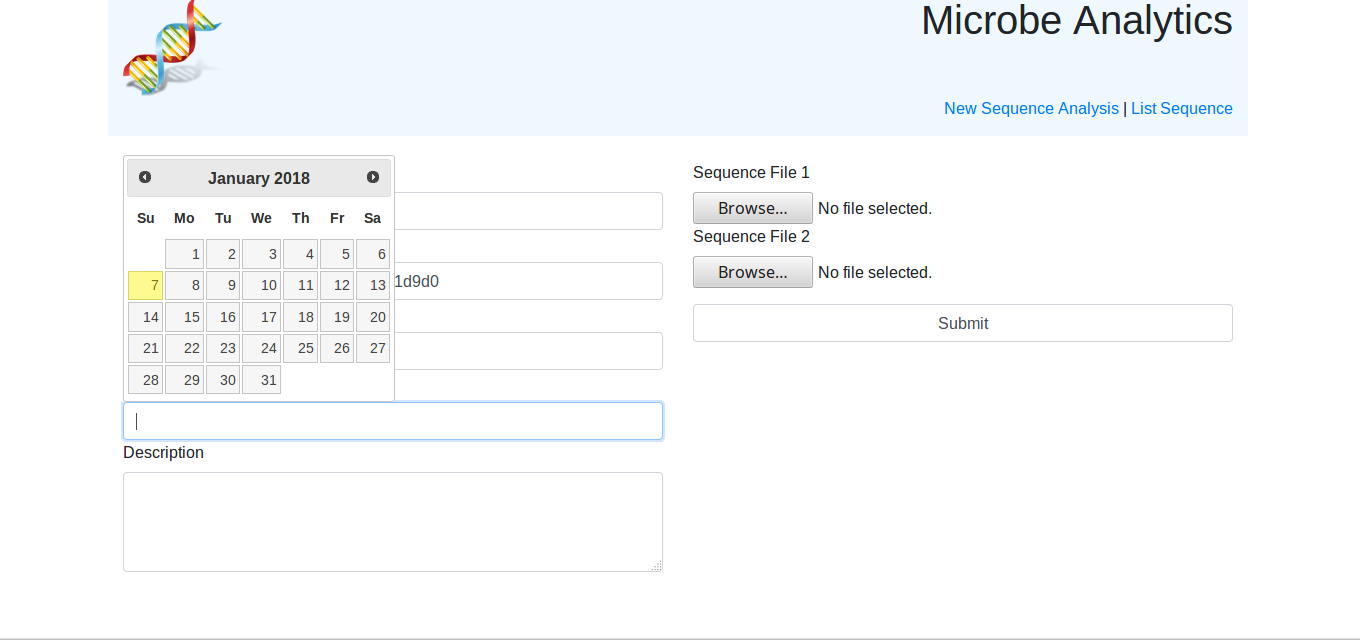 Microbe Analytics
New Sequence Analysis | List Sequence
January 2018
Su Mo Tu We Th Fr Sa
1 2 3 4 5 6
7 8 9 10 11 12 13
14 15 16 17 18 19 20
21 22 23 24 25 26 27
28 29 30 31
1d9d0
Description
Sequence File 1
Browse... No file selected.
Sequence File 2
Browse... No file selected.
Submit